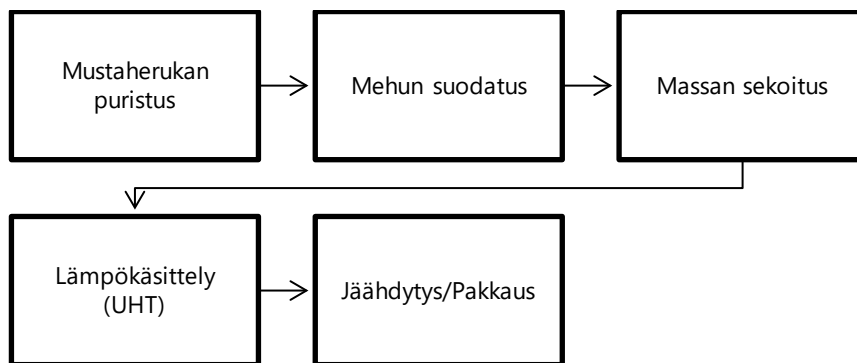 Mustaherukan
puristus
Mehun suodatus
Massan sekoitus
Lämpökäsittely
(UHT)
Jäähdytys/Pakkaus